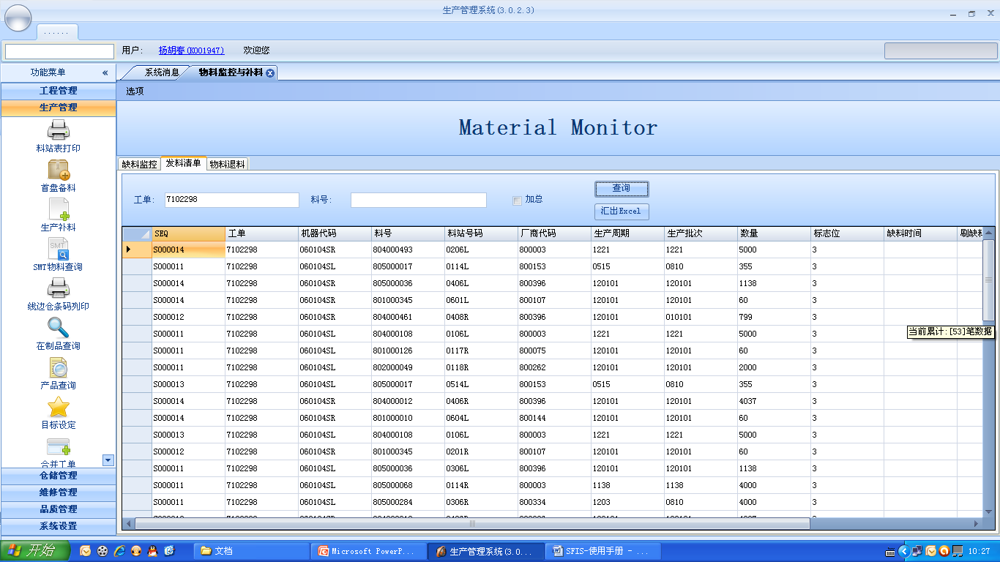 生产管理系统(3.0.2.3)
......
用户: 杨胡春(K001947) 欢迎您
功能菜单 «
系统消息 物料监控与补料
工程管理
选项
生产管理
Material Monitor
料站表打印
首盘备料
生产补料
SMT
SMT物料查询
线边仓条码列印
在制品查询
产品查询
目标设定
合并工单
仓储管理
维修管理
品质管理
系统设置
缺料监控 发料清单 物料退料
工单: 7102298 料号: 加总 查询
汇出Excel
SEQ 工单 机器代码 料号 料站号码 厂商代码 生产周期 生产批次 数量 标志位 缺料时间 刷缺料
S000014 7102298 060104SR 804000493 0206L 800003 1221 1221 5000 3
S000011 7102298 060104SL 805000017 0114L 800153 0515 0810 355 3
S000014 7102298 060104SR 805000036 0406L 800396 120101 120101 1138 3
S000014 7102298 060104SR 801000345 0601L 800107 120101 120101 60 3
S000012 7102298 060104SR 804000461 0408R 800396 120101 010101 799 3
S000011 7102298 060104SL 804000108 0106L 800003 1221 1221 5000 3
S000011 7102298 060104SL 801000126 0117R 800075 120101 120101 60 3
S000011 7102298 060104SL 802000049 0118R 800262 120101 120101 2000 3
S000013 7102298 060104SL 805000017 0514L 800153 0515 0810 355 3
S000014 7102298 060104SR 804000012 0406R 800396 120101 120101 4037 3
S000014 7102298 060104SR 801000010 0604L 800144 120101 120101 60 3
S000013 7102298 060104SL 804000108 0106L 800003 1221 1221 5000 3
S000012 7102298 060104SR 801000345 0201R 800107 120101 120101 60 3
S000011 7102298 060104SL 805000036 0306L 800396 120101 120101 1138 3
S000011 7102298 060104SL 805000068 0114R 800003 1138 1138 4000 3
S000011 7102298 060104SL 805000284 0306R 800334 1203 0810 4000 3
当前累计:[53]笔数据
开始 文档 Microsoft PowerP... 生产管理系统(3.0... SFIS-使用手册 - ... 10:27